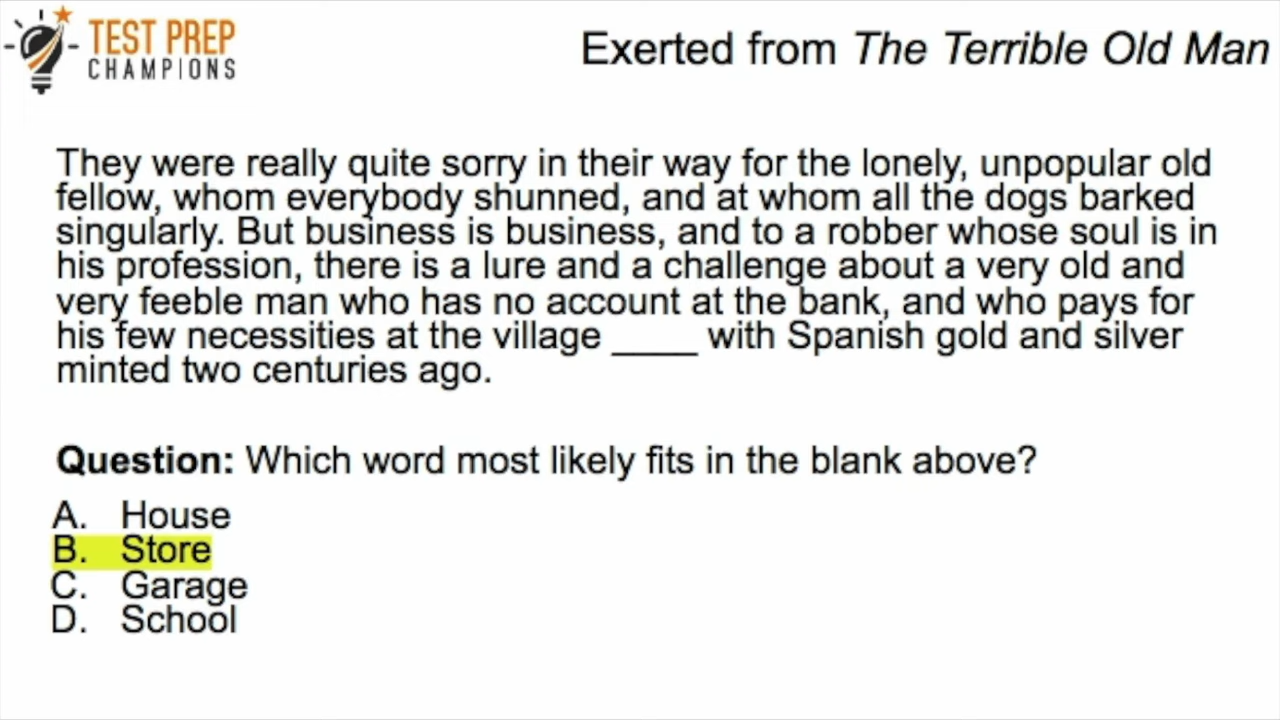 TEST PREP
CHAMPIONS
Exerted from The Terrible Old Man
They were really quite sorry in their way for the lonely, unpopular old
fellow, whom everybody shunned, and at whom all the dogs barked
singularly. But business is business, and to a robber whose soul is in
his profession, there is a lure and a challenge about a very old and
very feeble man who has no account at the bank, and who pays for
his few necessities at the village ____ with Spanish gold and silver
minted two centuries ago.
Question: Which word most likely fits in the blank above?
A. House
B. Store
C. Garage
D. School